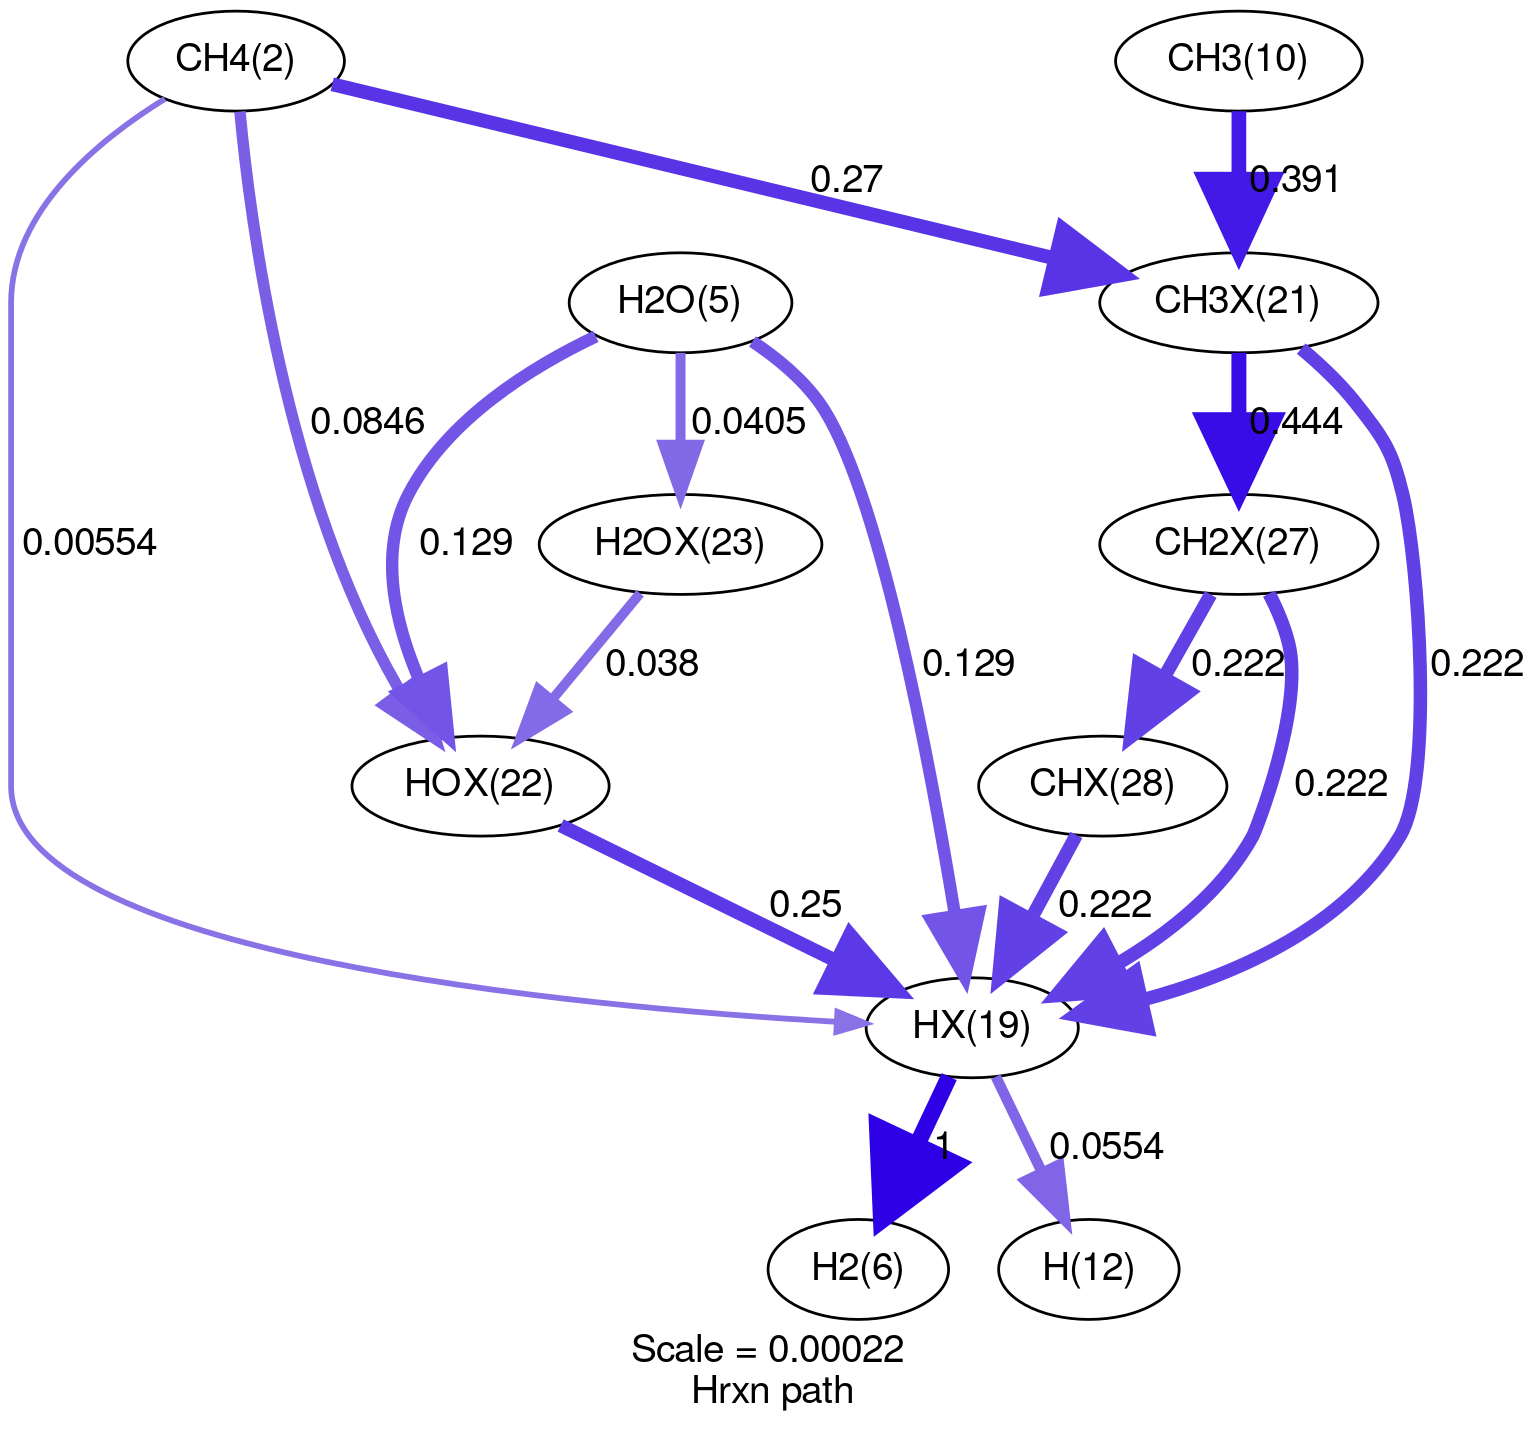 CH4(2)
CH3(10)
0.27
0.391
H2O(5)
CH3X(21)
0.0846
0.0405
0.444
0.00554
0.129
H2OX(23)
CH2X(27)
0.038
0.129
0.222
0.222
HOX(22)
CHX(28)
0.222
0.25
0.222
HX(19)
1
0.0554
H2(6)
H(12)
Scale = 0.00022
Hrxn path